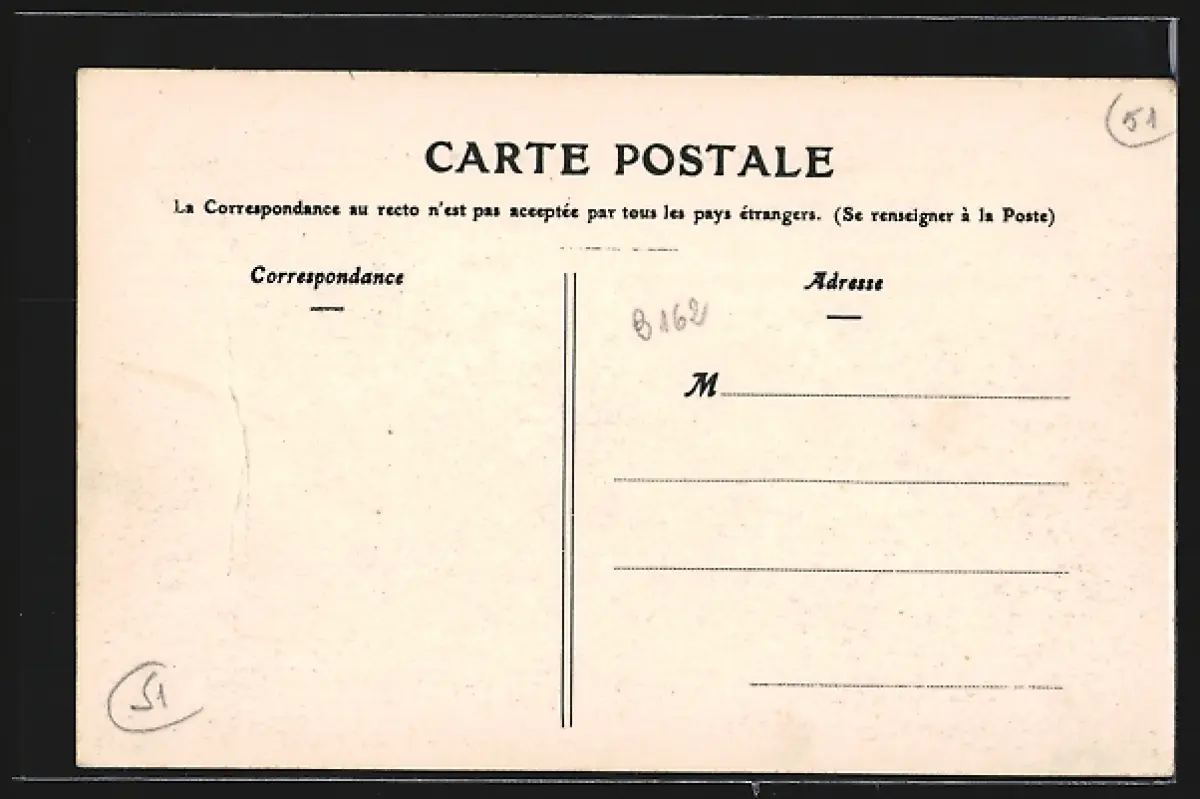 51
CARTE POSTALE
La Correspondance au recto n'est pas acceptée par tous les pays étrangers. (Se renseigner à la Poste)
Correspondance
Adresse
B162
M
51